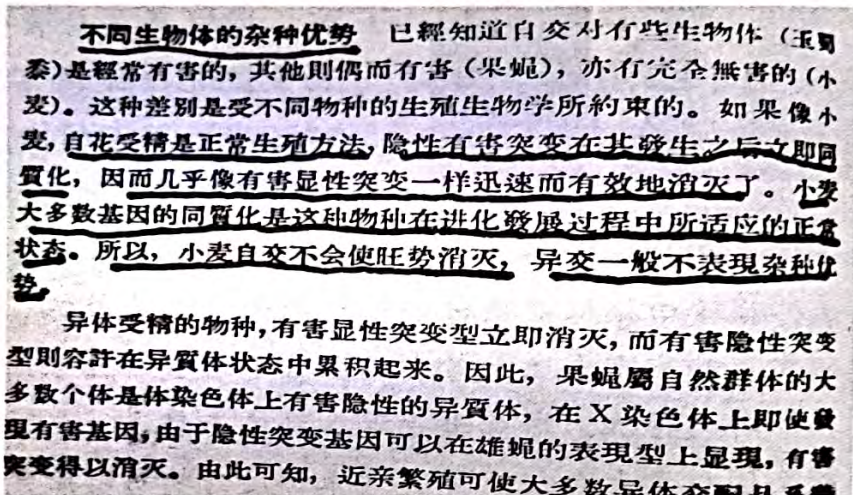 不同生物体的杂种优势 已經知道自交对有些生物体（玉蜀
黍)是經常有害的，其他則偶而有害（果蝇)，亦有完全無害的(小
麦)。这种差别是受不同物种的生殖生物学所約束的。如果像小
麦，自花受精是正常生殖方法，隐性有害突变在其發生之后立即同
質化，因而几乎像有害显性突变一样迅速而有效地消灭了。小麦
大多数基因的同質化是这种物种在进化發展过程中所适应的正常
状态。所以，小麦自交不会使旺势消灭，异交一般不表現杂种优
势。
异体受精的物种，有害显性突变型立即消灭，而有害隐性突变
型則容許在异質体状态中累积起来。因此，果蝇屬自然群体的大
多数个体是体染色体上有害隐性的异質体，在X染色体上即使發
現有害基因，由于隐性突变基因可以在雄蝇的表現型上显現，有害
突变得以消灭。由此可知，近亲繁殖可使大多数异体交配